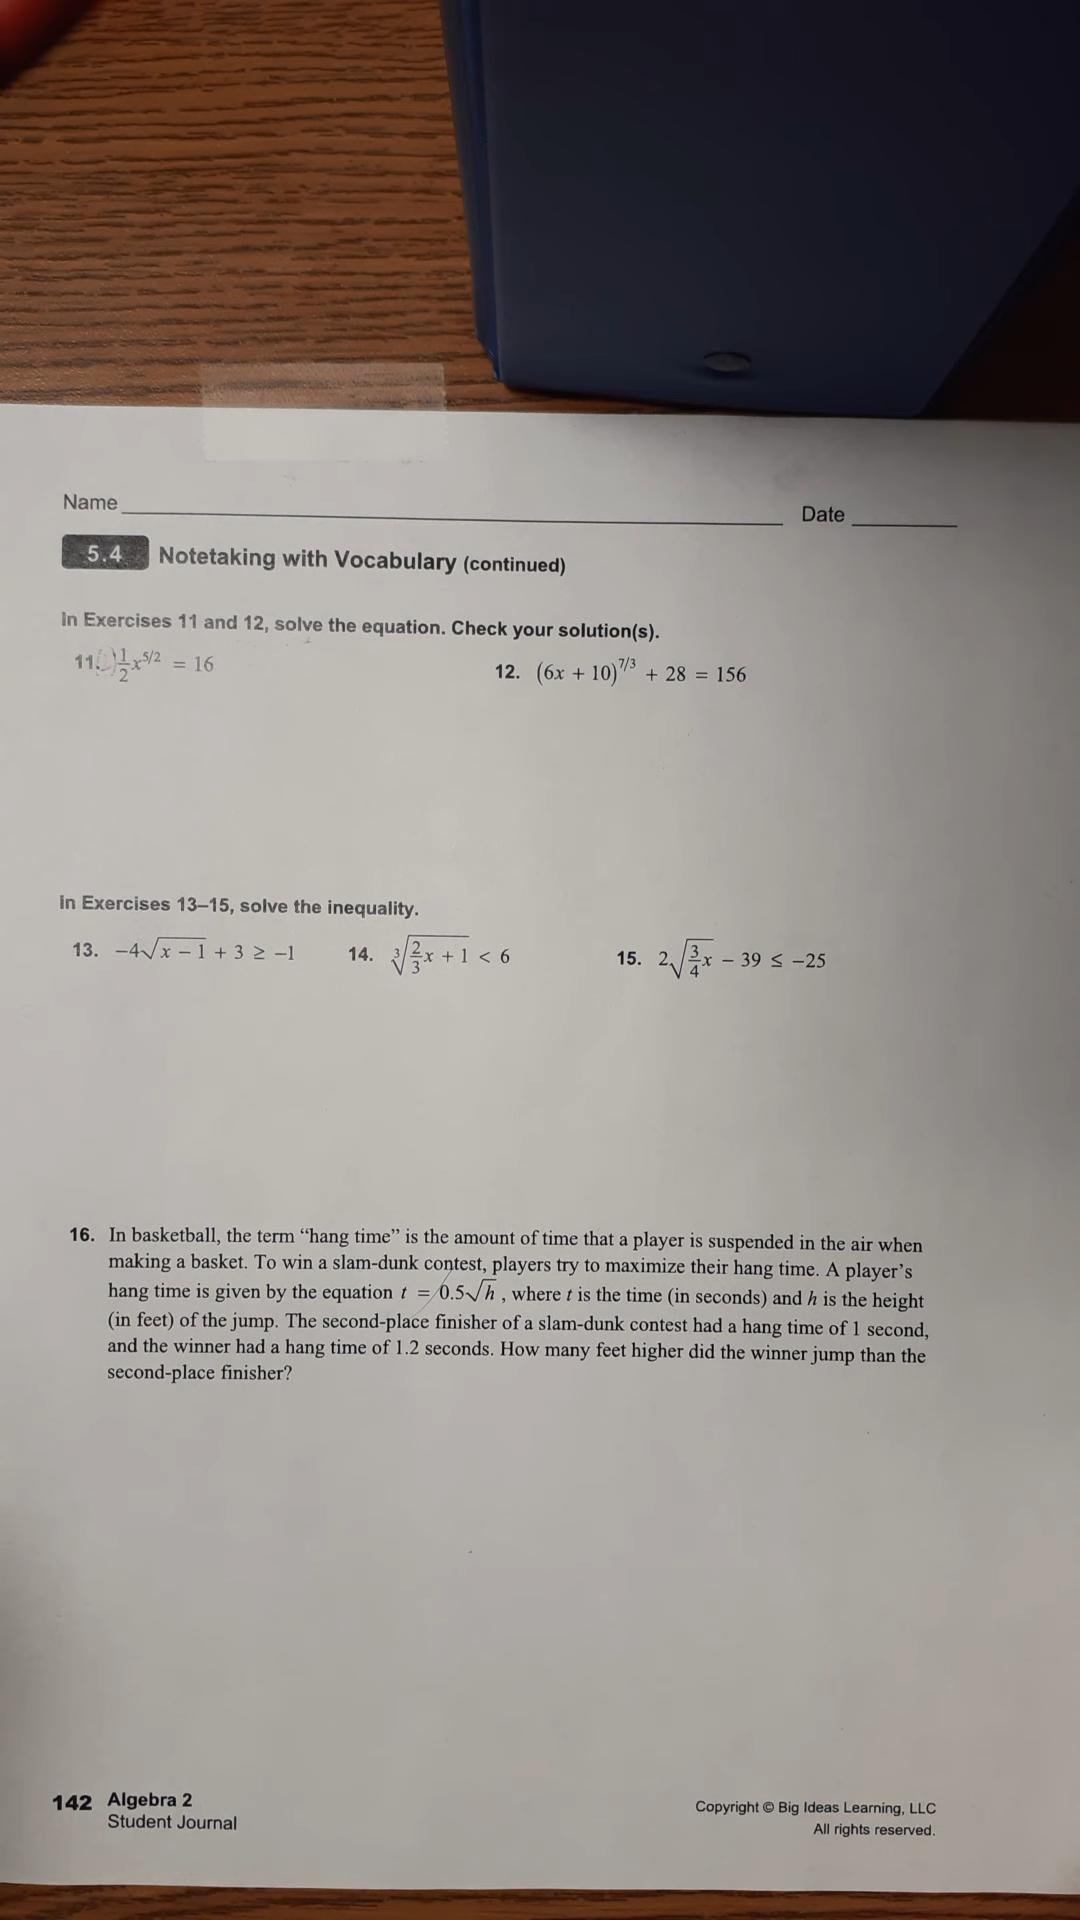 Name Date
5.4 Notetaking with Vocabulary (continued)
In Exercises 11 and 12, solve the equation. Check your solution(s).
11. 1/2 x^5/2 = 16
12. (6x + 10)^7/3 + 28 = 156
In Exercises 13–15, solve the inequality.
13. −4√(x − 1) + 3 ≥ −1
14. ∛(2/3 x + 1) < 6
15. 2√(3/4 x) − 39 ≤ −25
16. In basketball, the term “hang time” is the amount of time that a player is suspended in the air when
making a basket. To win a slam-dunk contest, players try to maximize their hang time. A player’s
hang time is given by the equation t = 0.5√h, where t is the time (in seconds) and h is the height
(in feet) of the jump. The second-place finisher of a slam-dunk contest had a hang time of 1 second,
and the winner had a hang time of 1.2 seconds. How many feet higher did the winner jump than the
second-place finisher?
142 Algebra 2
Student Journal
Copyright © Big Ideas Learning, LLC
All rights reserved.